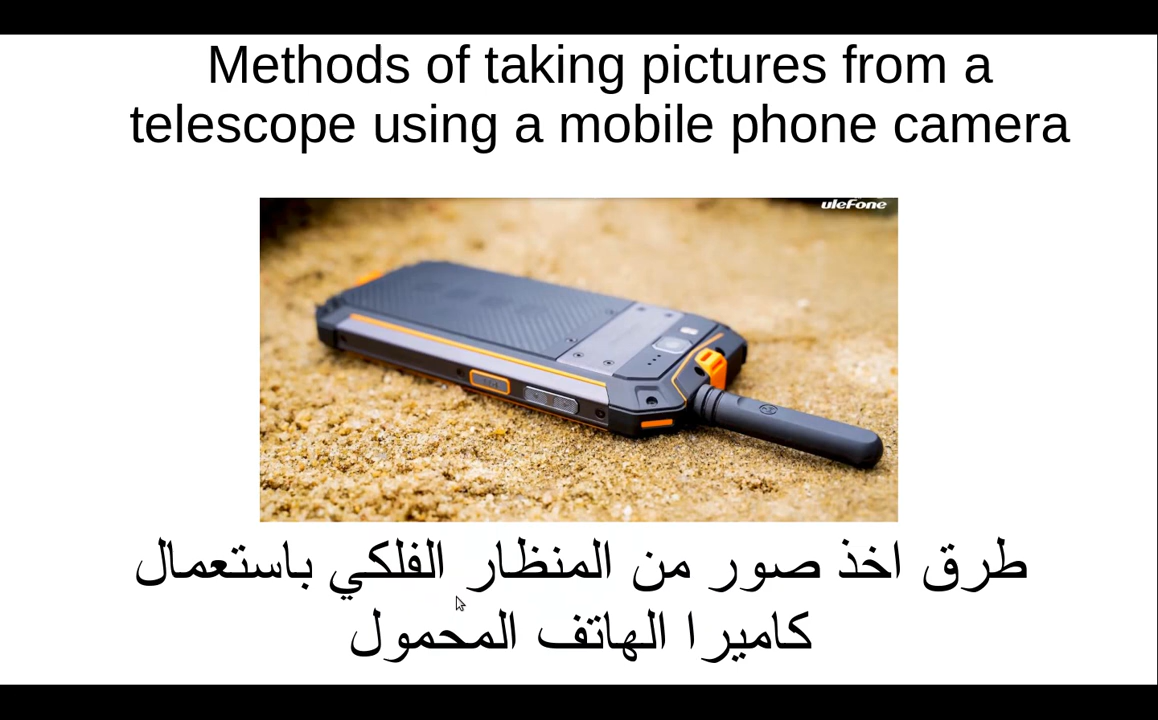 Methods of taking pictures from a
telescope using a mobile phone camera
uleFone
طرق اخذ صور من المنظار الفلكي باستعمال
كاميرا الهاتف المحمول